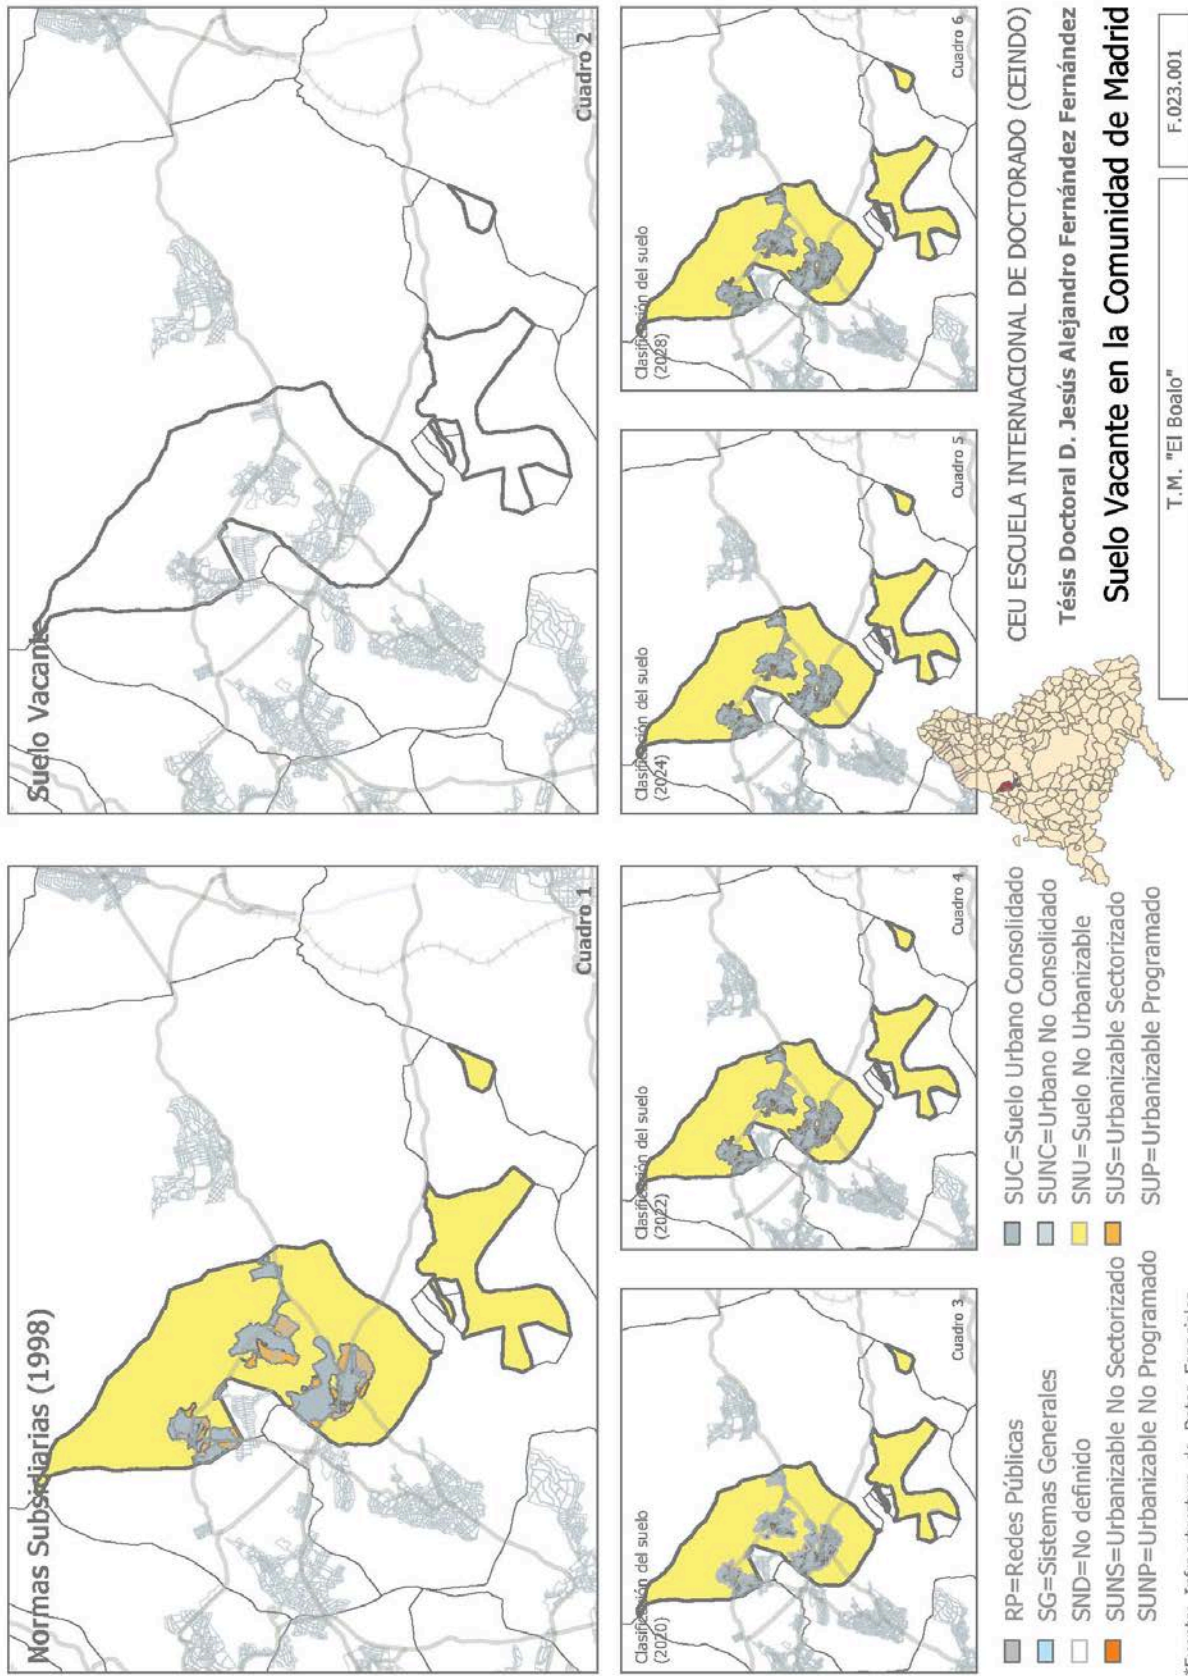 Normas Subsidiarias (1998)
Cuadro 1
Suelo Vacante
Cuadro 2
Clasificación del suelo
(2020)
Cuadro 3
Clasificación del suelo
(2022)
Cuadro 4
Clasificación del suelo
(2024)
Cuadro 5
Clasificación del suelo
(2028)
Cuadro 6
RP=Redes Públicas
SG=Sistemas Generales
SND=No definido
SUNS=Urbanizable No Sectorizado
SUNP=Urbanizable No Programado
SUC=Suelo Urbano Consolidado
SUNC=Urbano No Consolidado
SNU=Suelo No Urbanizable
SUS=Urbanizable Sectorizado
SUP=Urbanizable Programado
CEU ESCUELA INTERNACIONAL DE DOCTORADO (CEINDO)
Tésis Doctoral D. Jesús Alejandro Fernández Fernández
Suelo Vacante en la Comunidad de Madrid
T.M. "El Boalo"
F.023.001